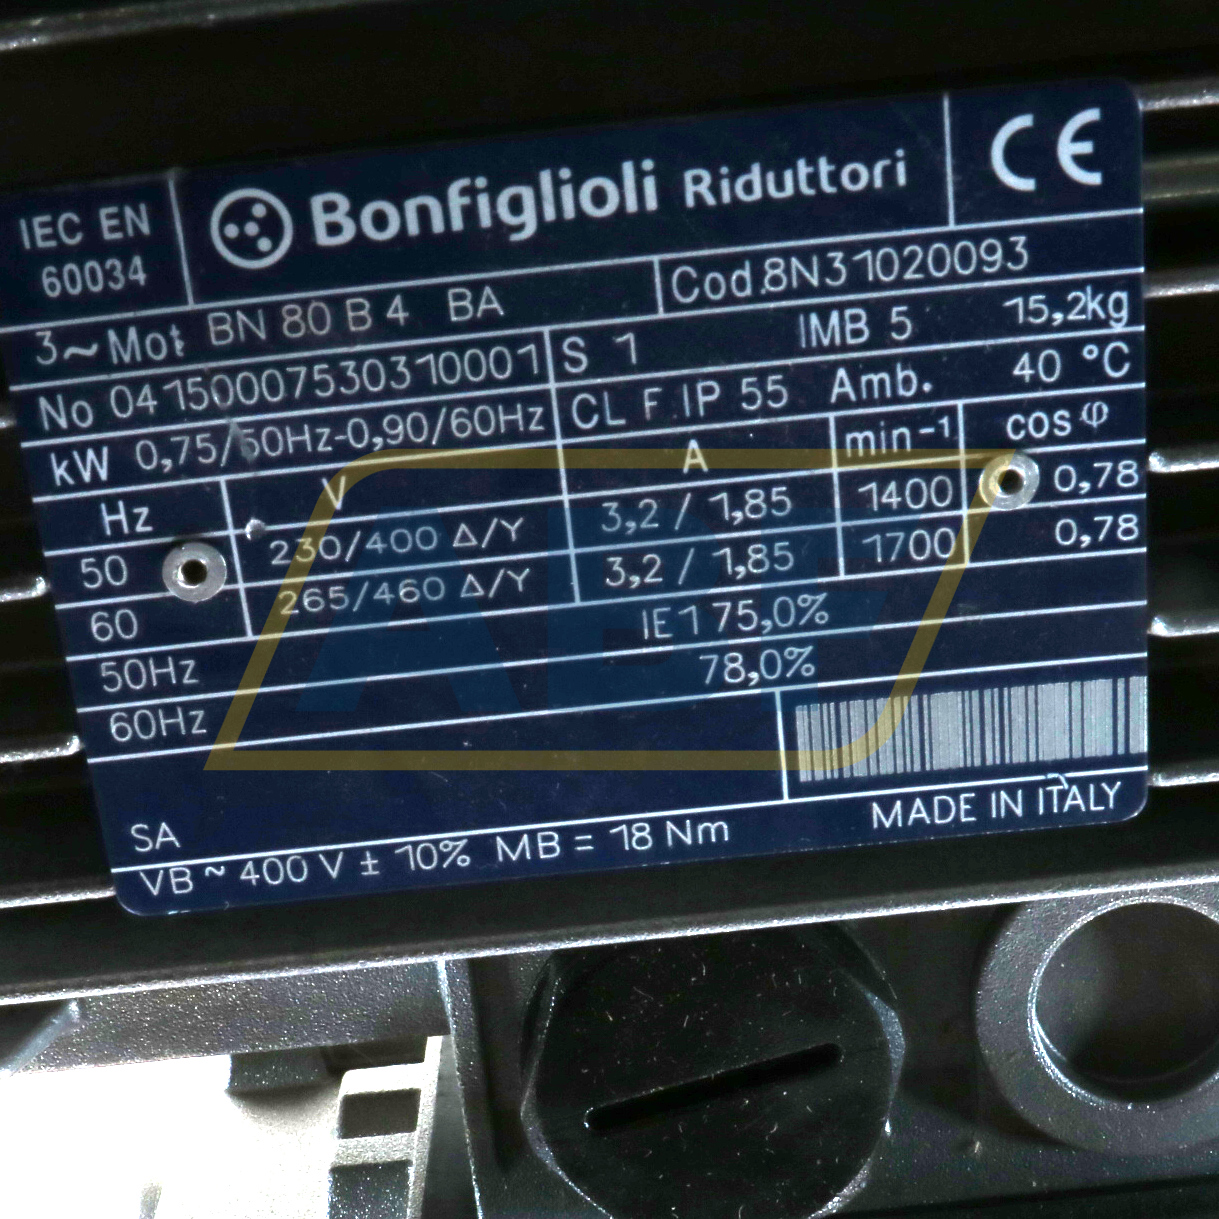 IEC EN
60034
Bonfiglioli Riduttori
CE
3~Mot BN 80 B 4 BA
Cod.8N31020093
No 0415000753031​0001
S 1 IMB 5 15,2kg
kW 0,75/50Hz-0,90/60Hz
CL F IP 55 Amb. 40 °C
Hz V A min-1 cosφ
50 230/400 Δ/Y 3,2 / 1,85 1400 0,78
60 265/460 Δ/Y 3,2 / 1,85 1700 0,78
50Hz IE1 75,0%
60Hz 78,0%
SA
VB ~ 400 V ± 10% MB = 18 Nm
MADE IN ITALY